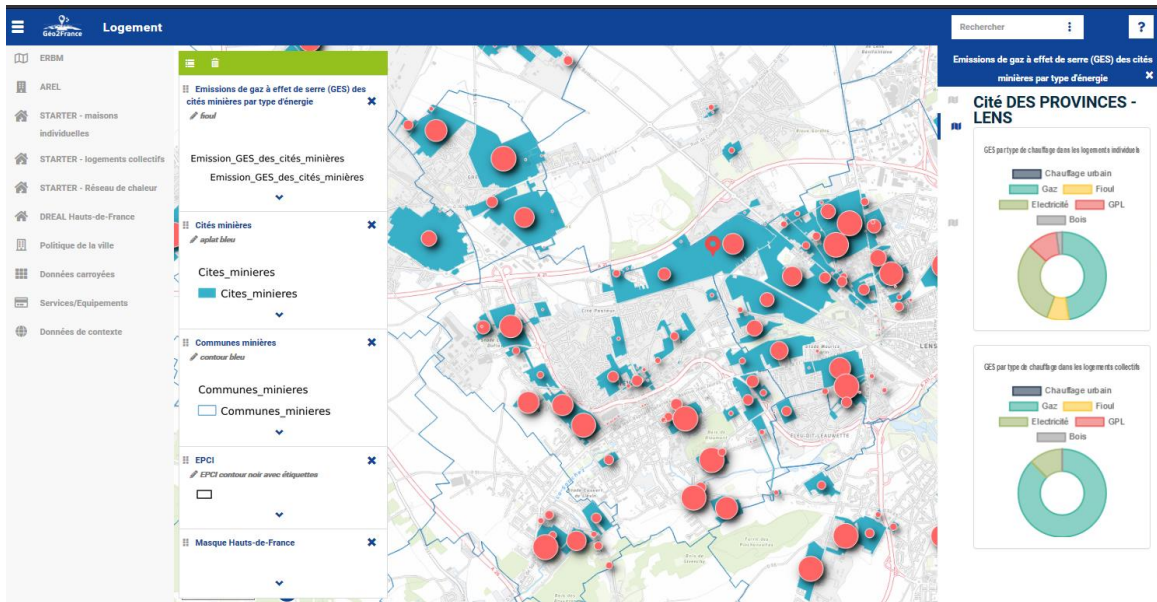 Géo2France
Logement
Rechercher
?
ERBM
AREL
STARTER - maisons
individuelles
STARTER - logements collectifs
STARTER - Réseau de chaleur
DREAL Hauts-de-France
Politique de la ville
Données carroyées
Services/Equipements
Données de contexte
Emissions de gaz à effet de serre (GES) des
cités minières par type d'énergie
fioul
Emission_GES_des_cités_minières
Emission_GES_des_cités_minières
Cités minières
aplat bleu
Cites_minieres
Cites_minieres
Communes minières
contour bleu
Communes_minieres
Communes_minieres
EPCI
EPCI contour noir avec étiquettes
Masque Hauts-de-France
Cité Pasteur
LENS
Emissions de gaz à effet de serre (GES) des cités
minières par type d'énergie
Cité DES PROVINCES -
LENS
GES par type de chauffage dans les logements individuels
Chauffage urbain
Gaz Fioul
Electricité GPL
Bois
GES par type de chauffage dans les logements collectifs
Chauffage urbain
Gaz Fioul
Electricité GPL
Bois